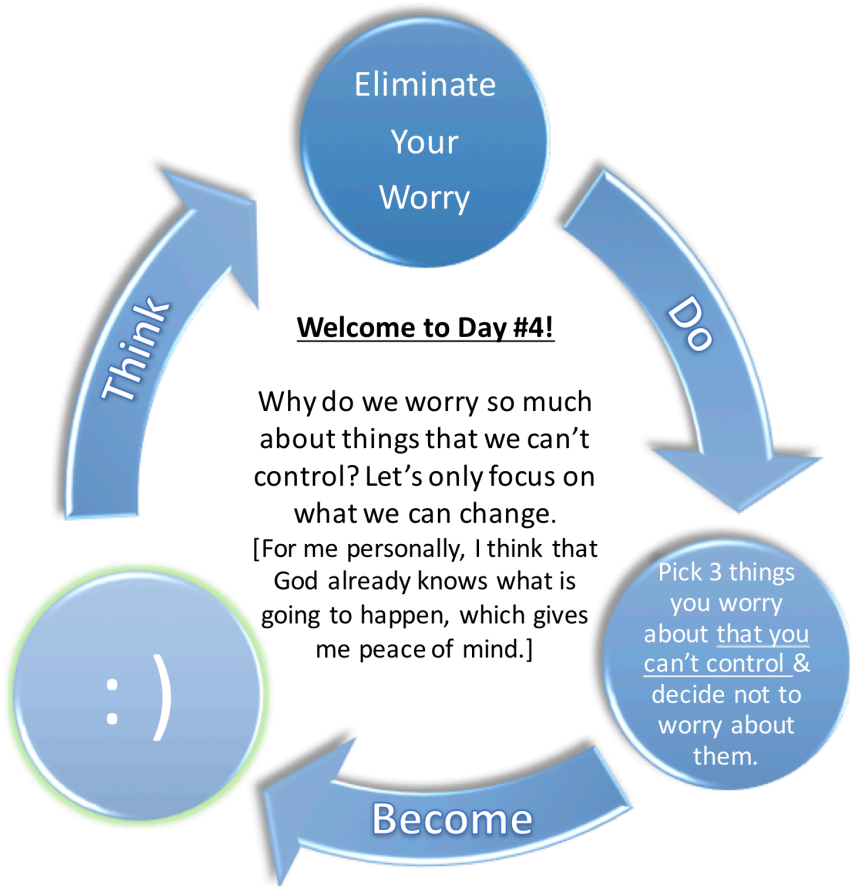 Eliminate
Your
Worry
Think
Do
Welcome to Day #4!
Why do we worry so much
about things that we can’t
control? Let’s only focus on
what we can change.
[For me personally, I think that
God already knows what is
going to happen, which gives
me peace of mind.]
Pick 3 things
you worry
about that you
can’t control &
decide not to
worry about
them.
: )
Become